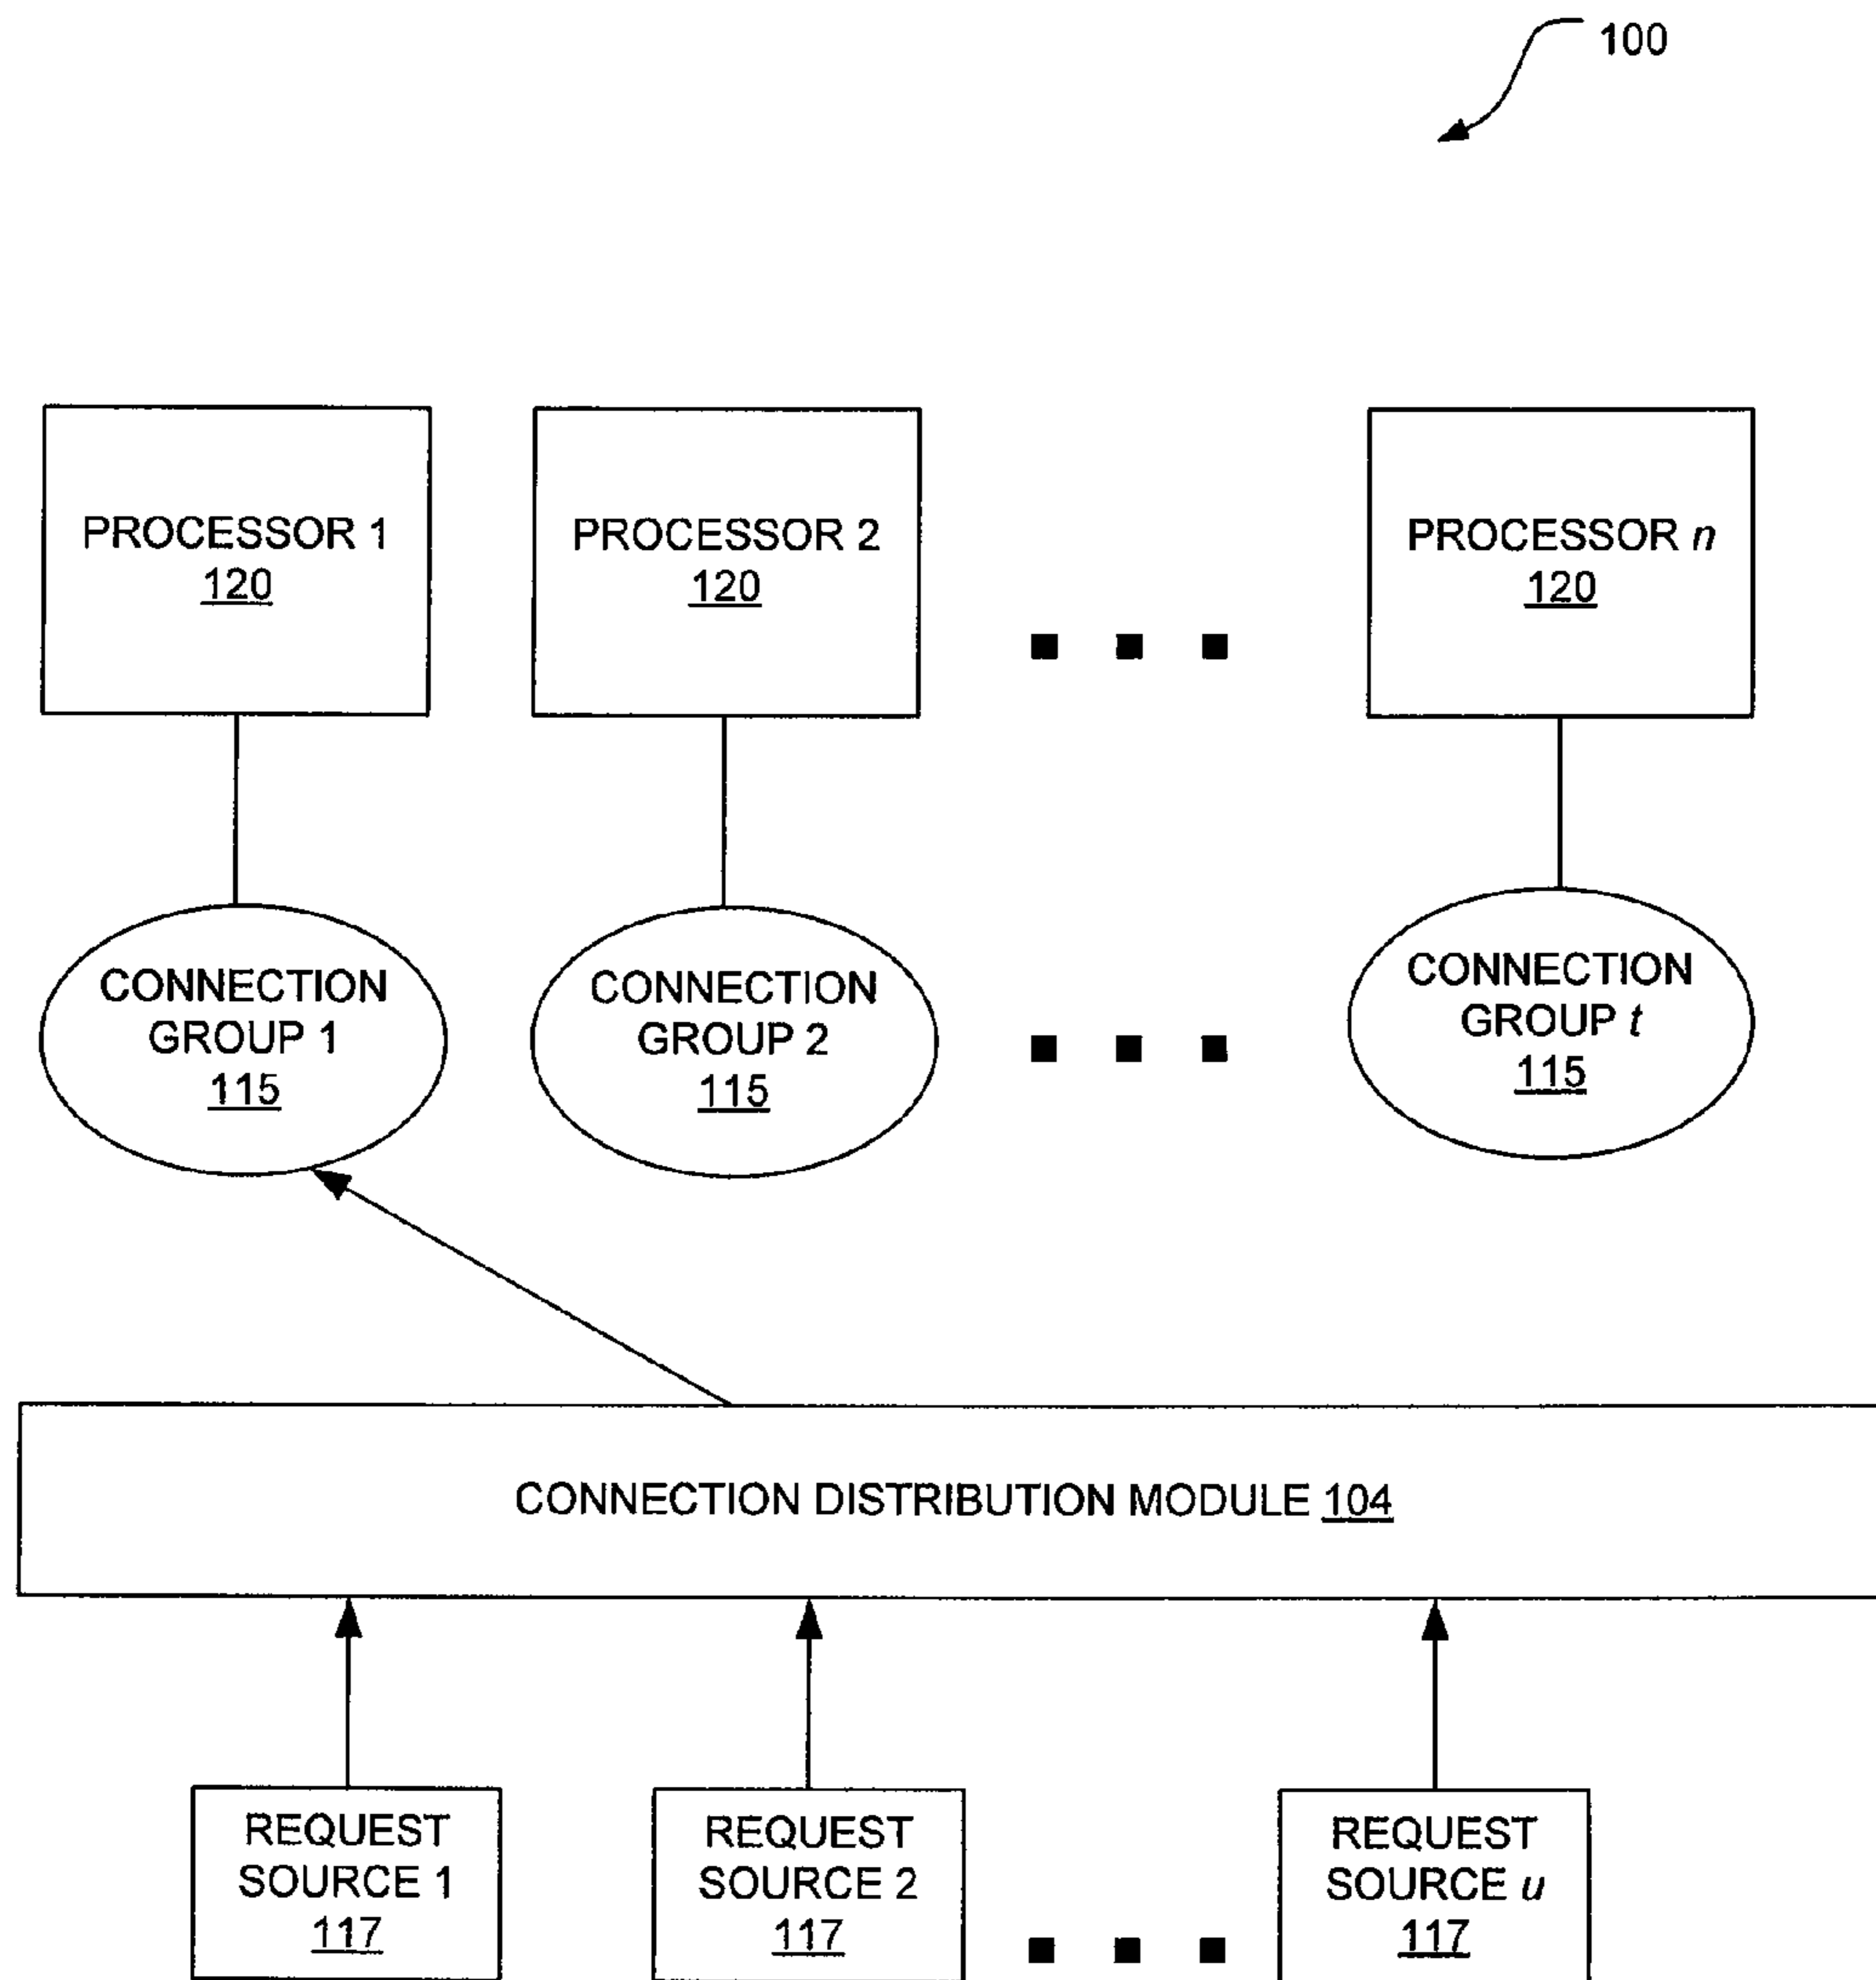 100
PROCESSOR 1
120
PROCESSOR 2
120
PROCESSOR n
120
CONNECTION
GROUP 1
115
CONNECTION
GROUP 2
115
CONNECTION
GROUP t
115
CONNECTION DISTRIBUTION MODULE 104
REQUEST
SOURCE 1
117
REQUEST
SOURCE 2
117
REQUEST
SOURCE u
117